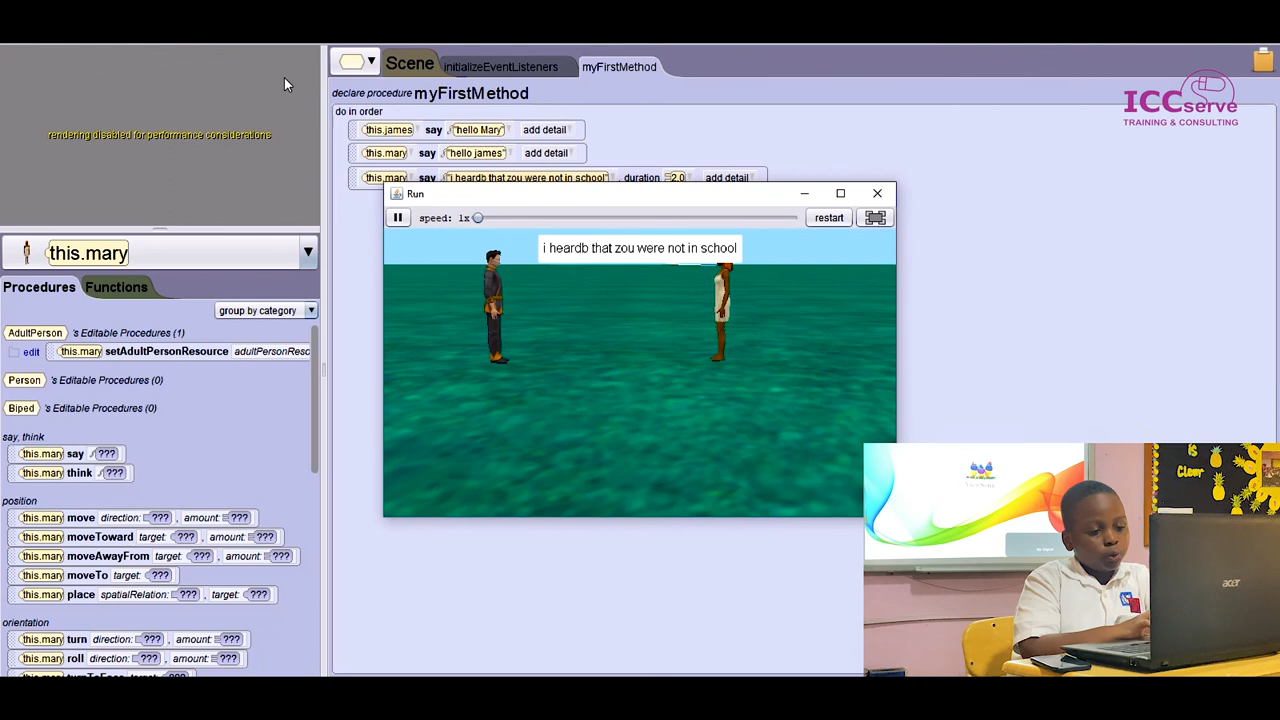 Scene initializeEventListeners myFirstMethod
ICCserve
TRAINING & CONSULTING
declare procedure myFirstMethod
do in order
this.james say "hello Mary" add detail
this.mary say "hello james" add detail
this.mary say "i heardb that zou were not in school" , duration 2.0 add detail
rendering disabled for performance considerations
Run
speed: 1x restart
i heardb that zou were not in school
this.mary
Procedures Functions
group by category
AdultPerson 's Editable Procedures (1)
edit this.mary setAdultPersonResource adultPersonResc
Person 's Editable Procedures (0)
Biped 's Editable Procedures (0)
say, think
this.mary say ???
this.mary think ???
position
this.mary move direction: ??? , amount: ???
this.mary moveToward target: ??? , amount: ???
this.mary moveAwayFrom target: ??? , amount: ???
this.mary moveTo target: ???
this.mary place spatialRelation: ??? , target: ???
orientation
this.mary turn direction: ??? , amount: ???
this.mary roll direction: ??? , amount: ???
this.mary turnToFace target: ???
is
Clear
acer